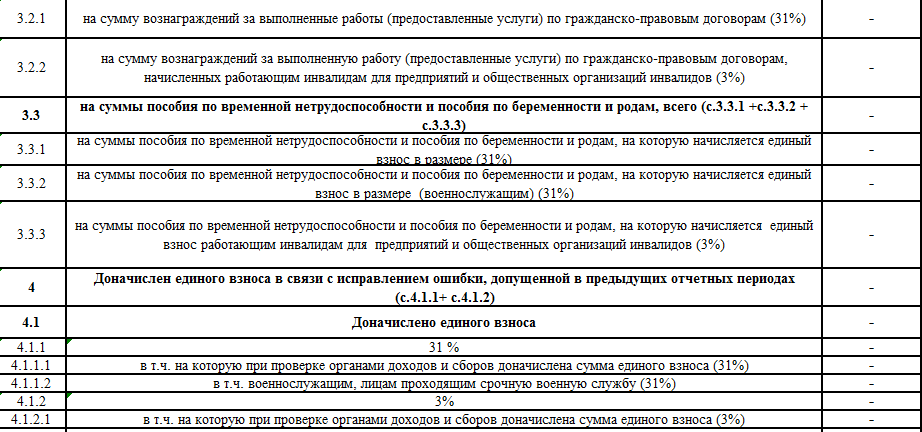 3.2.1 на сумму вознаграждений за выполненные работы (предоставленные услуги) по гражданско-правовым договорам (31%) -
3.2.2 на сумму вознаграждений за выполненную работу (предоставленные услуги) по гражданско-правовым договорам, -
начисленных работающим инвалидам для предприятий и общественных организаций инвалидов (3%)
3.3 на суммы пособия по временной нетрудоспособности и пособия по беременности и родам, всего (с.3.3.1 +с.3.3.2 + -
с.3.3.3)
3.3.1 на суммы пособия по временной нетрудоспособности и пособия по беременности и родам, на которую начисляется единый -
взнос в размере (31%)
3.3.2 на суммы пособия по временной нетрудоспособности и пособия по беременности и родам, на которую начисляется единый -
взнос в размере (военнослужащим) (31%)
3.3.3 на суммы пособия по временной нетрудоспособности и пособия по беременности и родам, на которую начисляется единый -
взнос работающим инвалидам для предприятий и общественных организаций инвалидов (3%)
4 Доначислен единого взноса в связи с исправлением ошибки, допущенной в предыдущих отчетных периодах -
(с.4.1.1+ с.4.1.2)
4.1 Доначислено единого взноса -
4.1.1 31 % -
4.1.1.1 в т.ч. на которую при проверке органами доходов и сборов доначислена сумма единого взноса (31%) -
4.1.1.2 в т.ч. военнослужащим, лицам проходящим срочную военную службу (31%) -
4.1.2 3% -
4.1.2.1 в т.ч. на которую при проверке органами доходов и сборов доначислена сумма единого взноса (3%) -